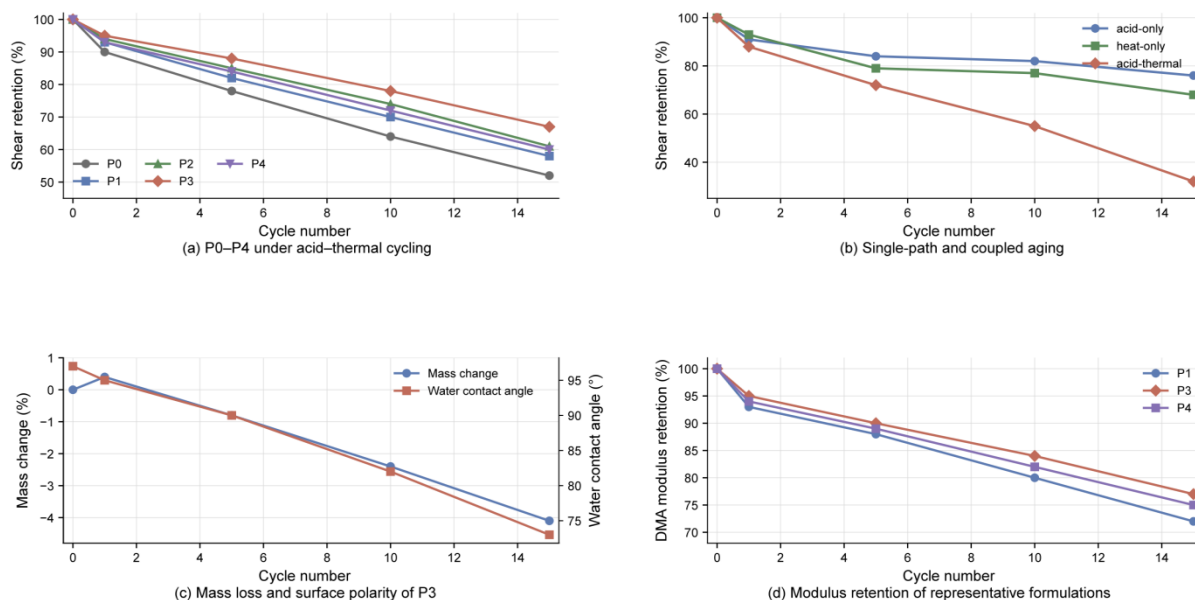 100
90
80
70
60
50
Shear retention (%)
P0
P2
P4
P1
P3
0 2 4 6 8 10 12 14
Cycle number
(a) P0–P4 under acid–thermal cycling
100
80
60
40
Shear retention (%)
acid-only
heat-only
acid-thermal
0 2 4 6 8 10 12 14
Cycle number
(b) Single-path and coupled aging
1
0
−1
−2
−3
−4
Mass change (%)
Mass change
Water contact angle
95
90
85
80
75
Water contact angle (°)
0 2 4 6 8 10 12 14
Cycle number
(c) Mass loss and surface polarity of P3
100
95
90
85
80
75
70
DMA modulus retention (%)
P1
P3
P4
0 2 4 6 8 10 12 14
Cycle number
(d) Modulus retention of representative formulations